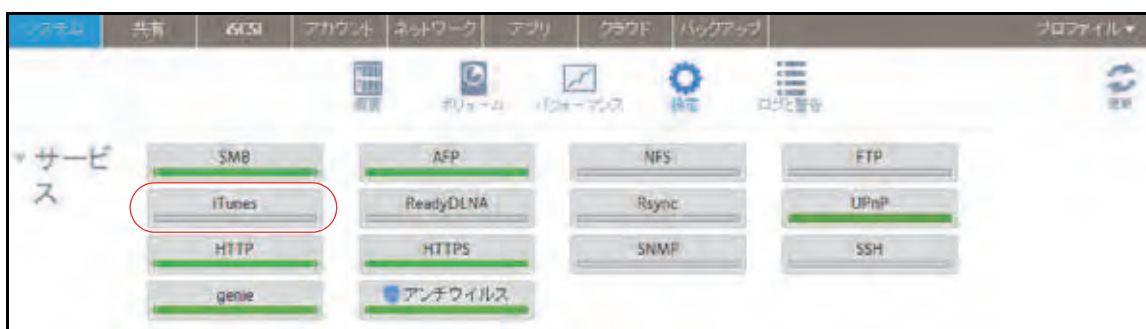 システム 共有 iSCSI アカウント ネットワーク アプリ クラウド バックアップ プロファイル
概要 ボリューム パフォーマンス 設定 ログと警告 更新
サービス
SMB AFP NFS FTP
iTunes ReadyDLNA Rsync UPnP
HTTP HTTPS SNMP SSH
genie アンチウイルス